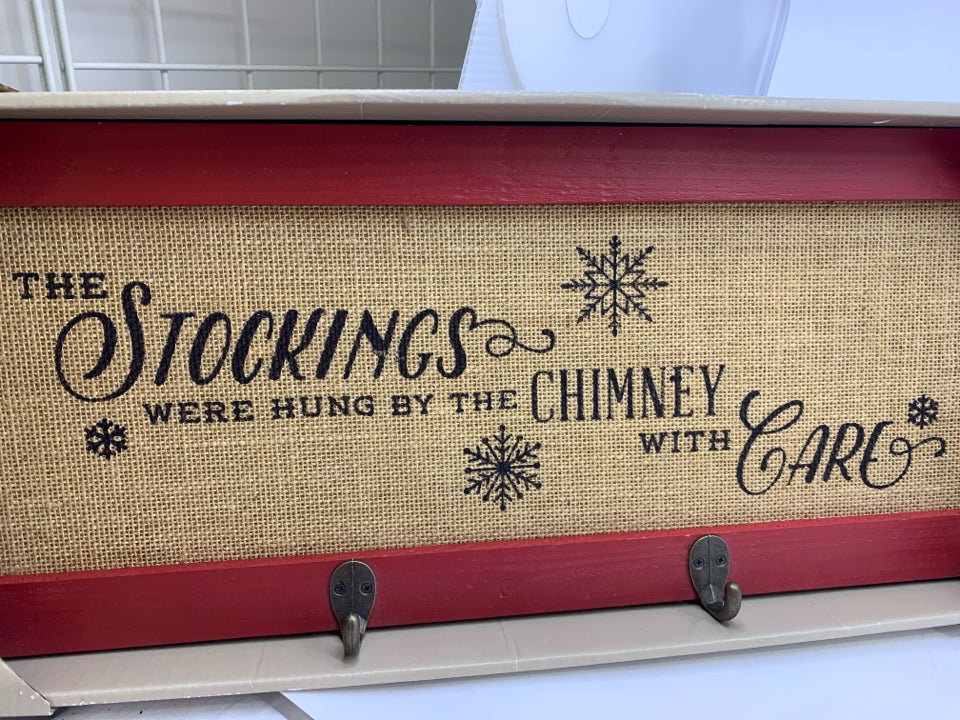 THE
STOCKINGS
WERE HUNG BY THE CHIMNEY
WITH CARE